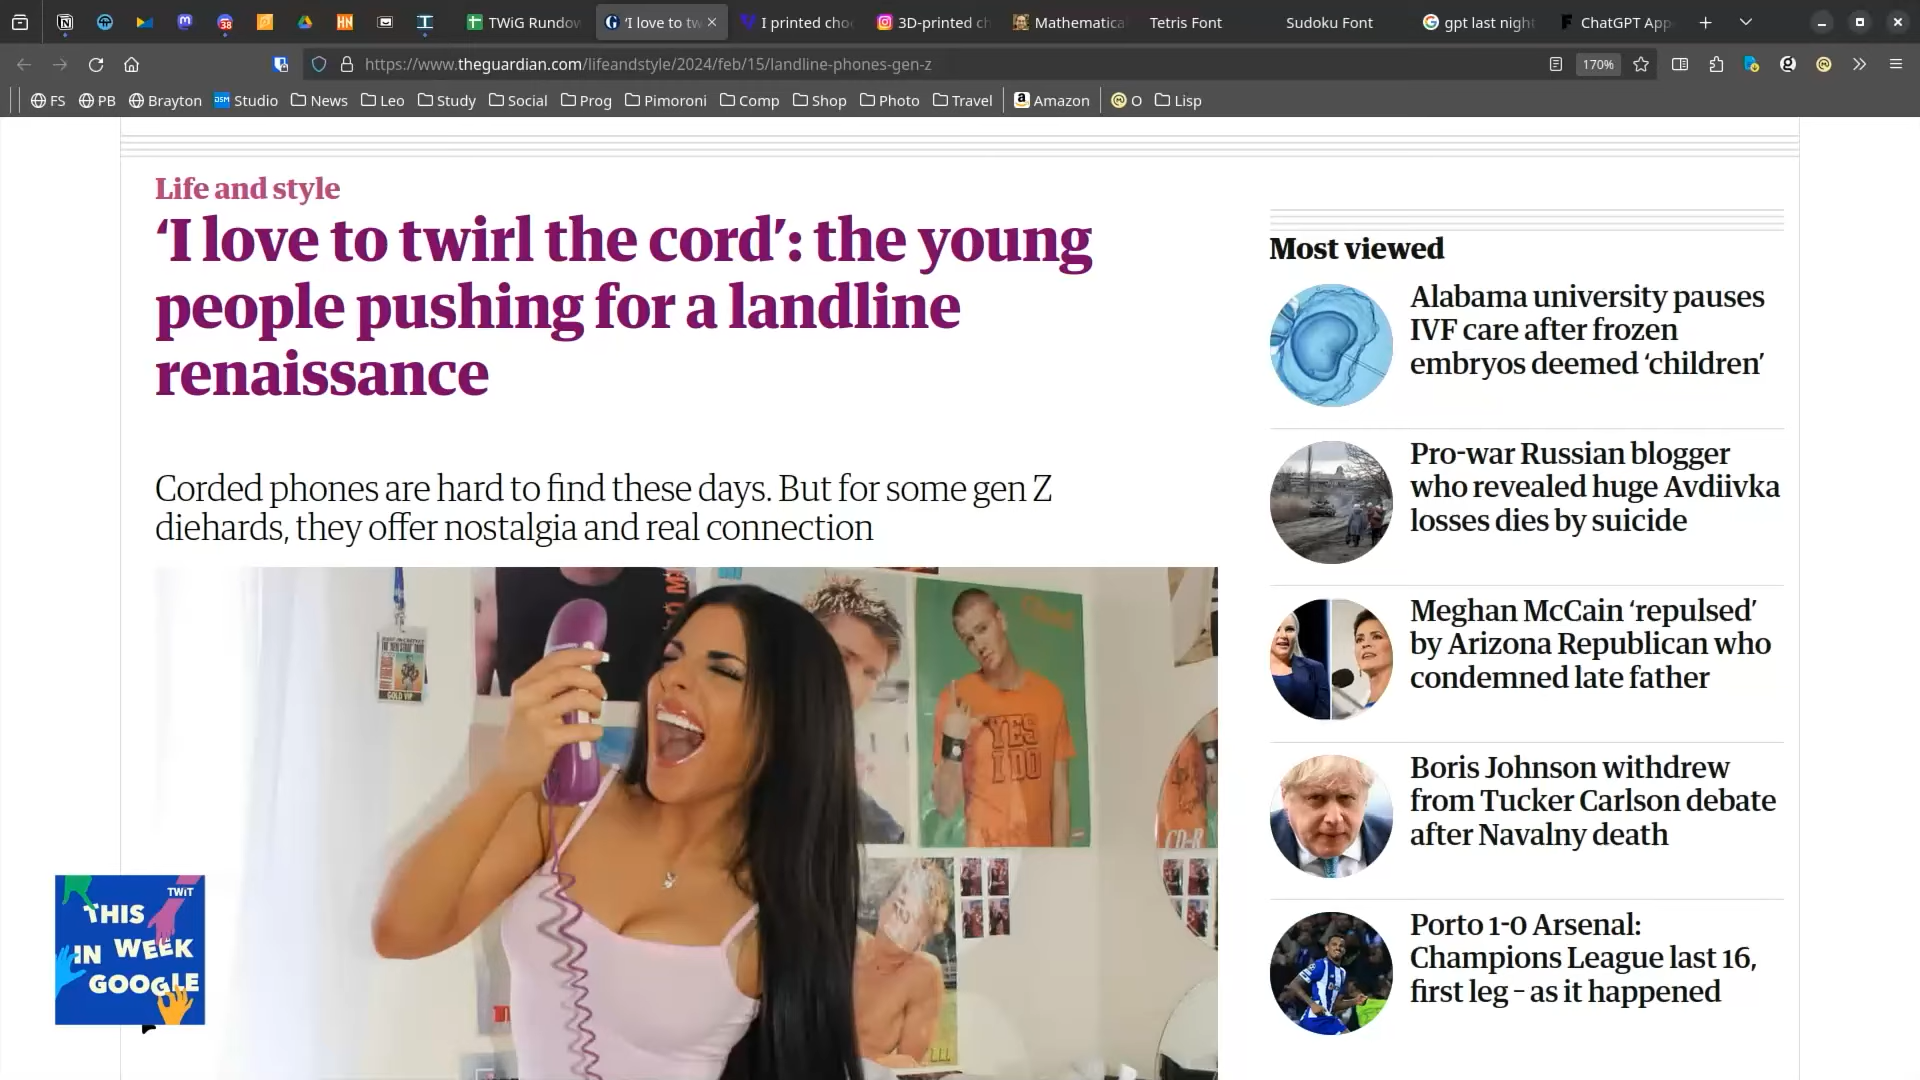 TWiG Rundov
'I love to tw
I printed cho
3D-printed ch
Mathematica
Tetris Font
Sudoku Font
gpt last night
ChatGPT App
https://www.theguardian.com/lifeandstyle/2024/feb/15/landline-phones-gen-z
170%
FS PB Brayton Studio News Leo Study Social Prog Pimoroni Comp Shop Photo Travel Amazon O Lisp
Life and style
‘I love to twirl the cord’: the young
people pushing for a landline
renaissance
Corded phones are hard to find these days. But for some gen Z
diehards, they offer nostalgia and real connection
GOLD VIP
YES
I DO
CD-R
TWiT
THIS
IN WEEK
GOOGLE
Most viewed
Alabama university pauses
IVF care after frozen
embryos deemed ‘children’
Pro-war Russian blogger
who revealed huge Avdiivka
losses dies by suicide
Meghan McCain ‘repulsed’
by Arizona Republican who
condemned late father
Boris Johnson withdrew
from Tucker Carlson debate
after Navalny death
Porto 1-0 Arsenal:
Champions League last 16,
first leg – as it happened